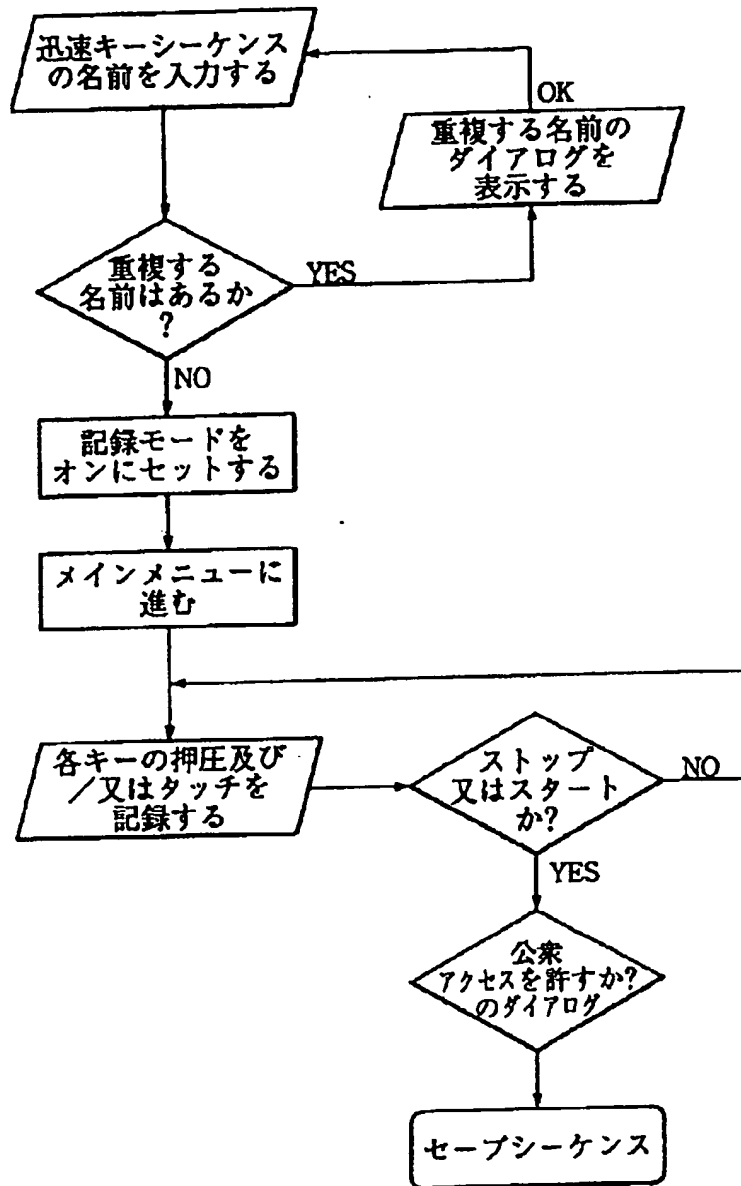 迅速キーシーケンス
の名前を入力する
OK
重複する名前の
ダイアログを
表示する
重複する
名前はあるか
?
YES
NO
記録モードを
オンにセットする
メインメニューに
進む
各キーの押圧及び
/又はタッチを
記録する
ストップ
又はスタート
か?
NO
YES
公衆
アクセスを許すか?
のダイアログ
セーブシーケンス